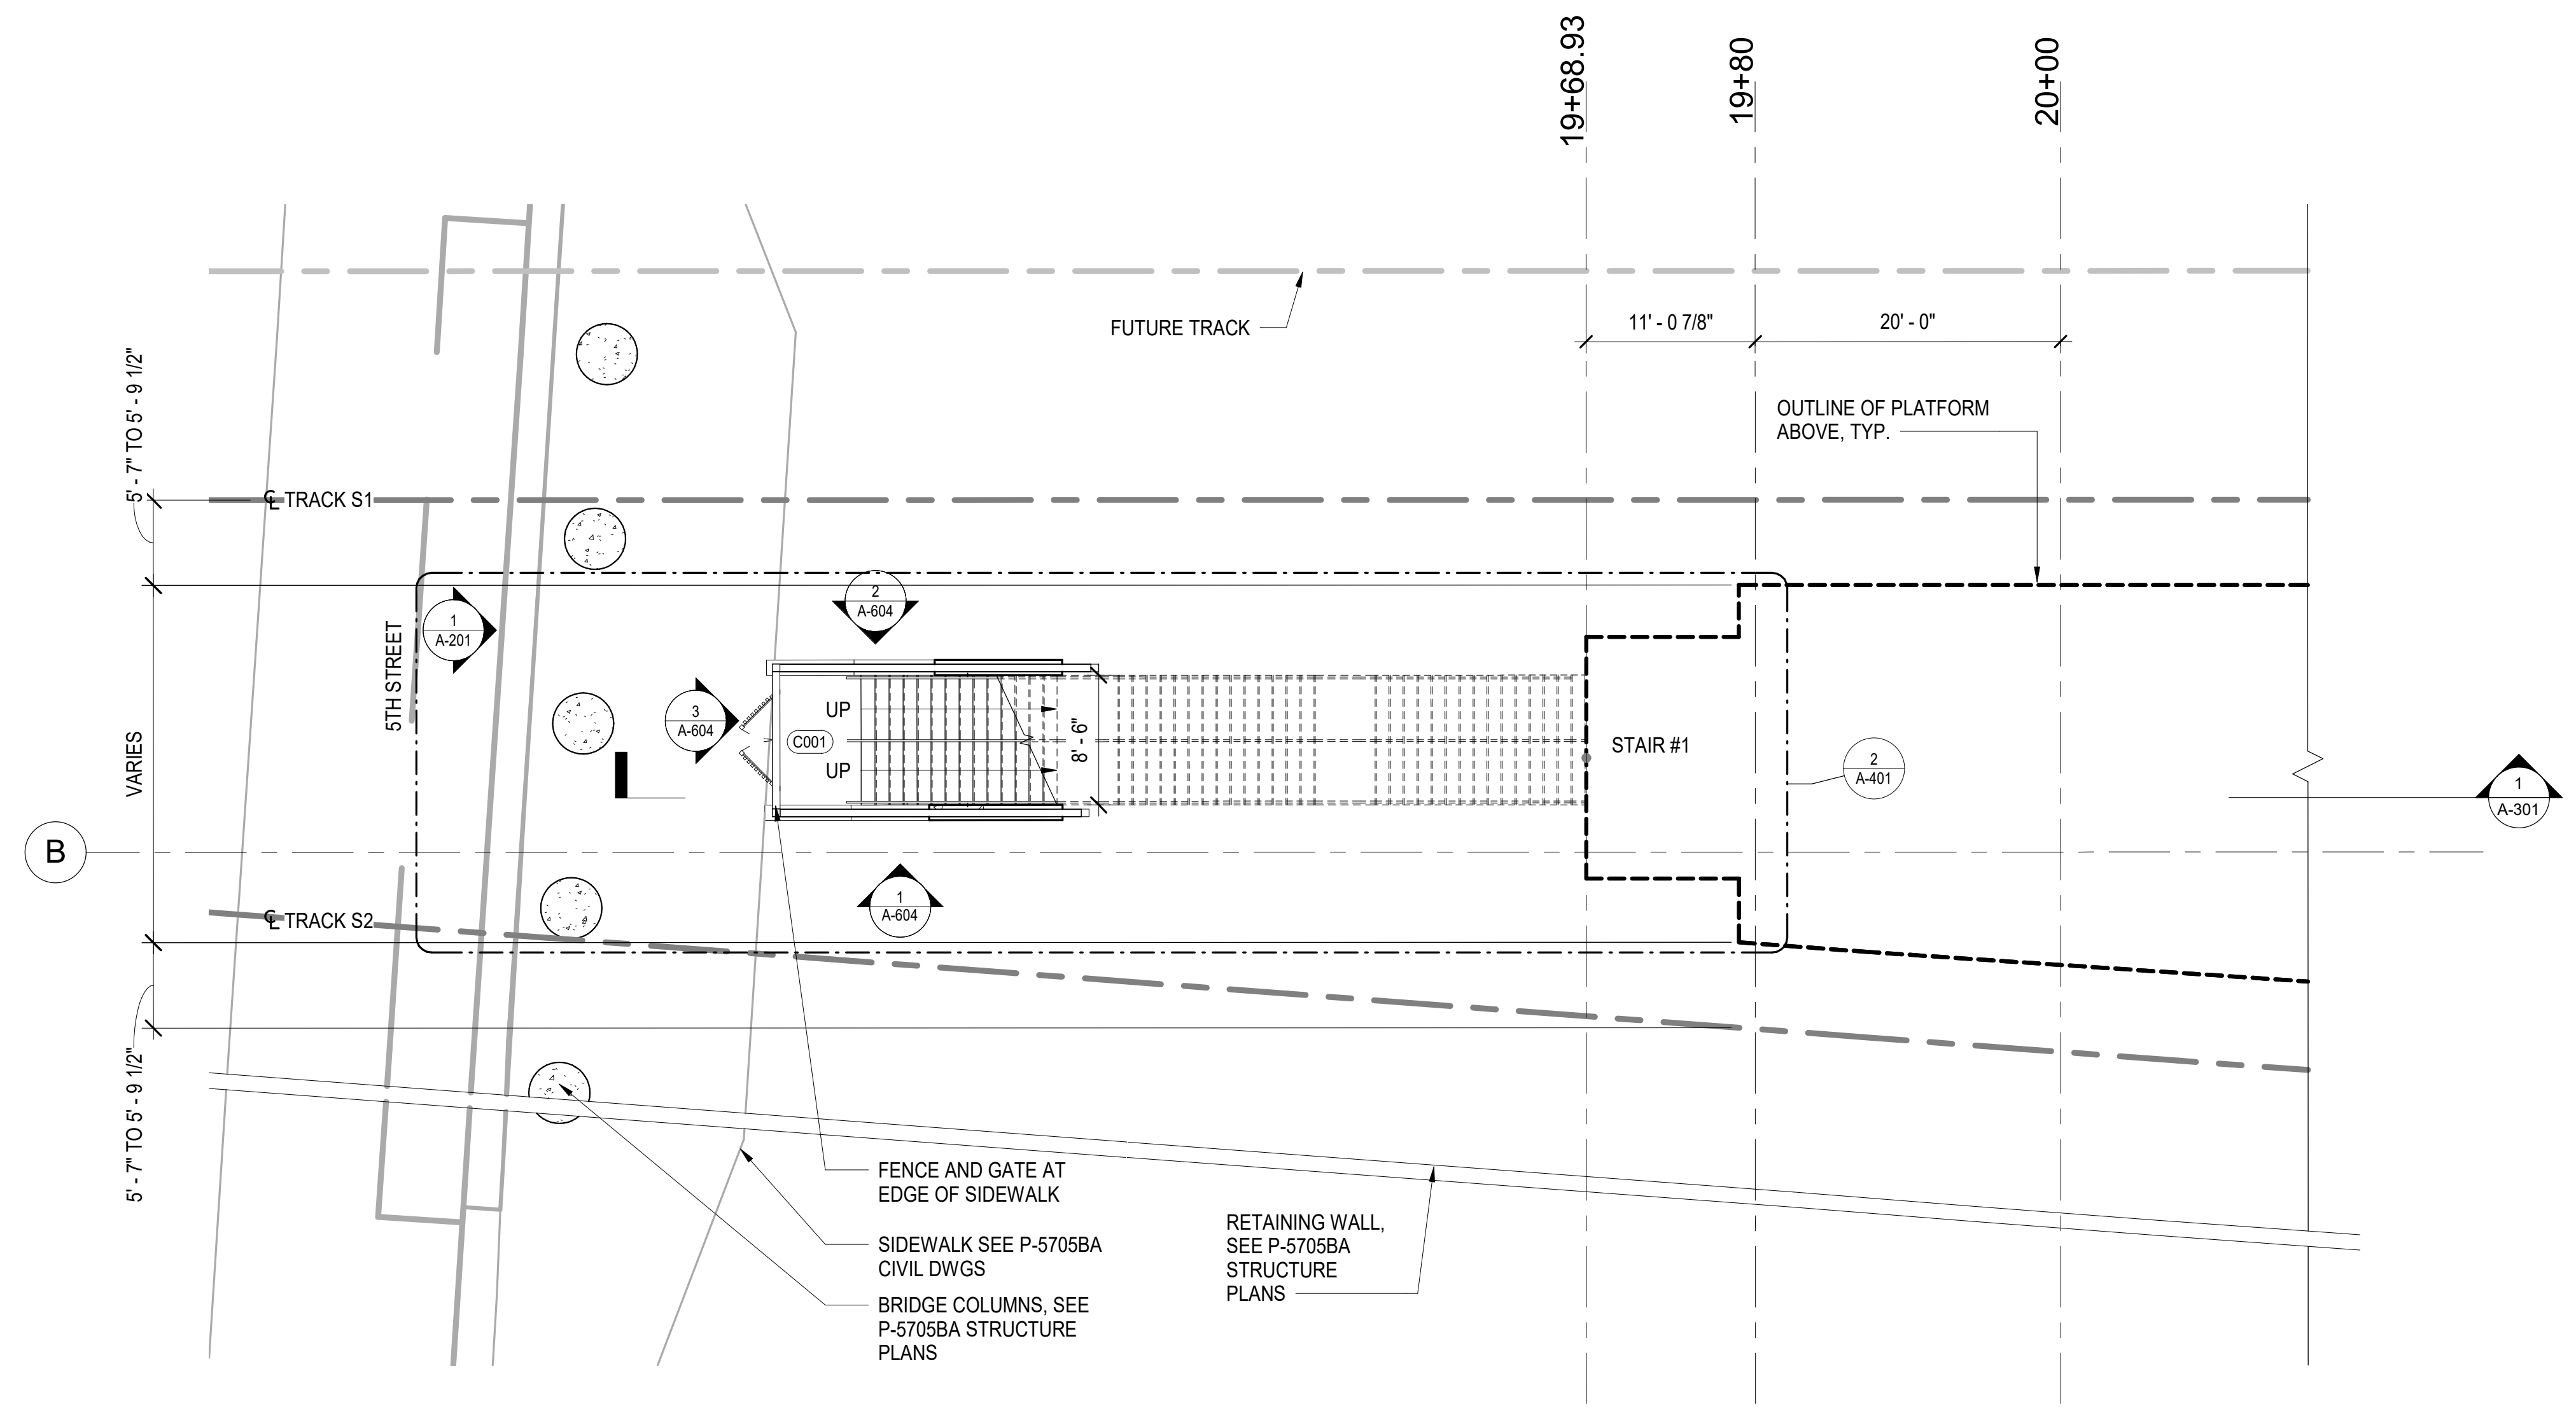 19+68.93
19+80
20+00
FUTURE TRACK
11' - 0 7/8"
20' - 0"
OUTLINE OF PLATFORM
ABOVE, TYP.
5' - 7" TO 5' - 9 1/2"
℄ TRACK S1
2
A-604
1
A-201
5TH STREET
3
A-604
UP
C001
UP
8' - 6"
STAIR #1
VARIES
2
A-401
1
A-301
B
1
A-604
℄ TRACK S2
5' - 7" TO 5' - 9 1/2"
FENCE AND GATE AT
EDGE OF SIDEWALK
SIDEWALK SEE P-5705BA
CIVIL DWGS
BRIDGE COLUMNS, SEE
P-5705BA STRUCTURE
PLANS
RETAINING WALL,
SEE P-5705BA
STRUCTURE
PLANS